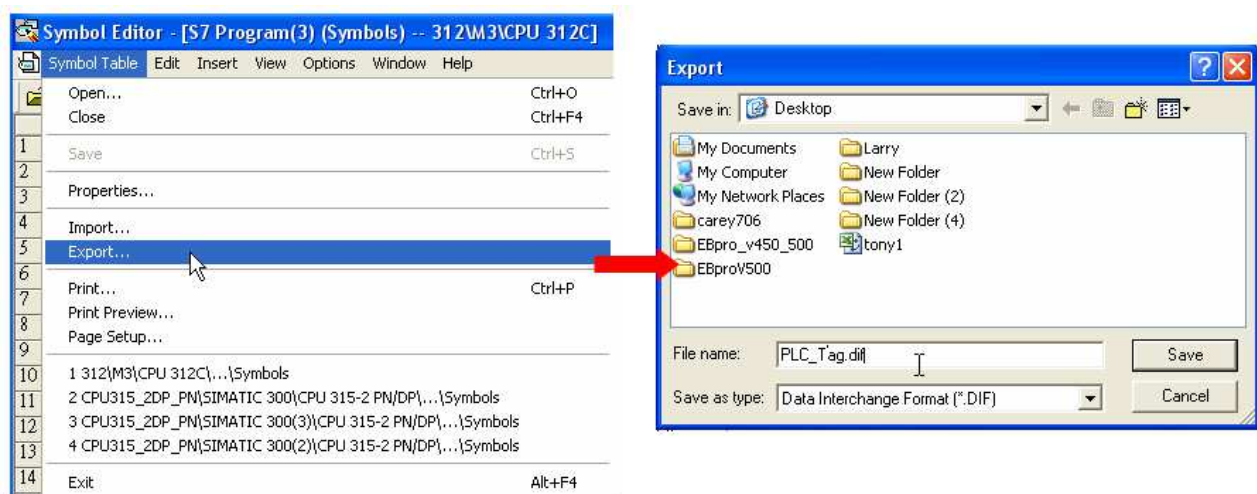 Symbol Editor - [S7 Program(3) (Symbols) -- 312\M3\CPU 312C]
Symbol Table Edit Insert View Options Window Help
Open... Ctrl+O
Close Ctrl+F4
1
Save Ctrl+S
2
Properties...
3
4
Import...
5
Export...
6
Print... Ctrl+P
7
Print Preview...
8
Page Setup...
9
10
1 312\M3\CPU 312C\...\Symbols
11
2 CPU315_2DP_PN\SIMATIC 300\CPU 315-2 PN/DP\...\Symbols
12
3 CPU315_2DP_PN\SIMATIC 300(3)\CPU 315-2 PN/DP\...\Symbols
13
4 CPU315_2DP_PN\SIMATIC 300(2)\CPU 315-2 PN/DP\...\Symbols
14
Exit Alt+F4
Export
Save in: Desktop
My Documents Larry
My Computer New Folder
My Network Places New Folder (2)
carey706 New Folder (4)
EBpro_v450_500 tony1
EBproV500
File name: PLC_Tag.dif Save
Save as type: Data Interchange Format (*.DIF) Cancel